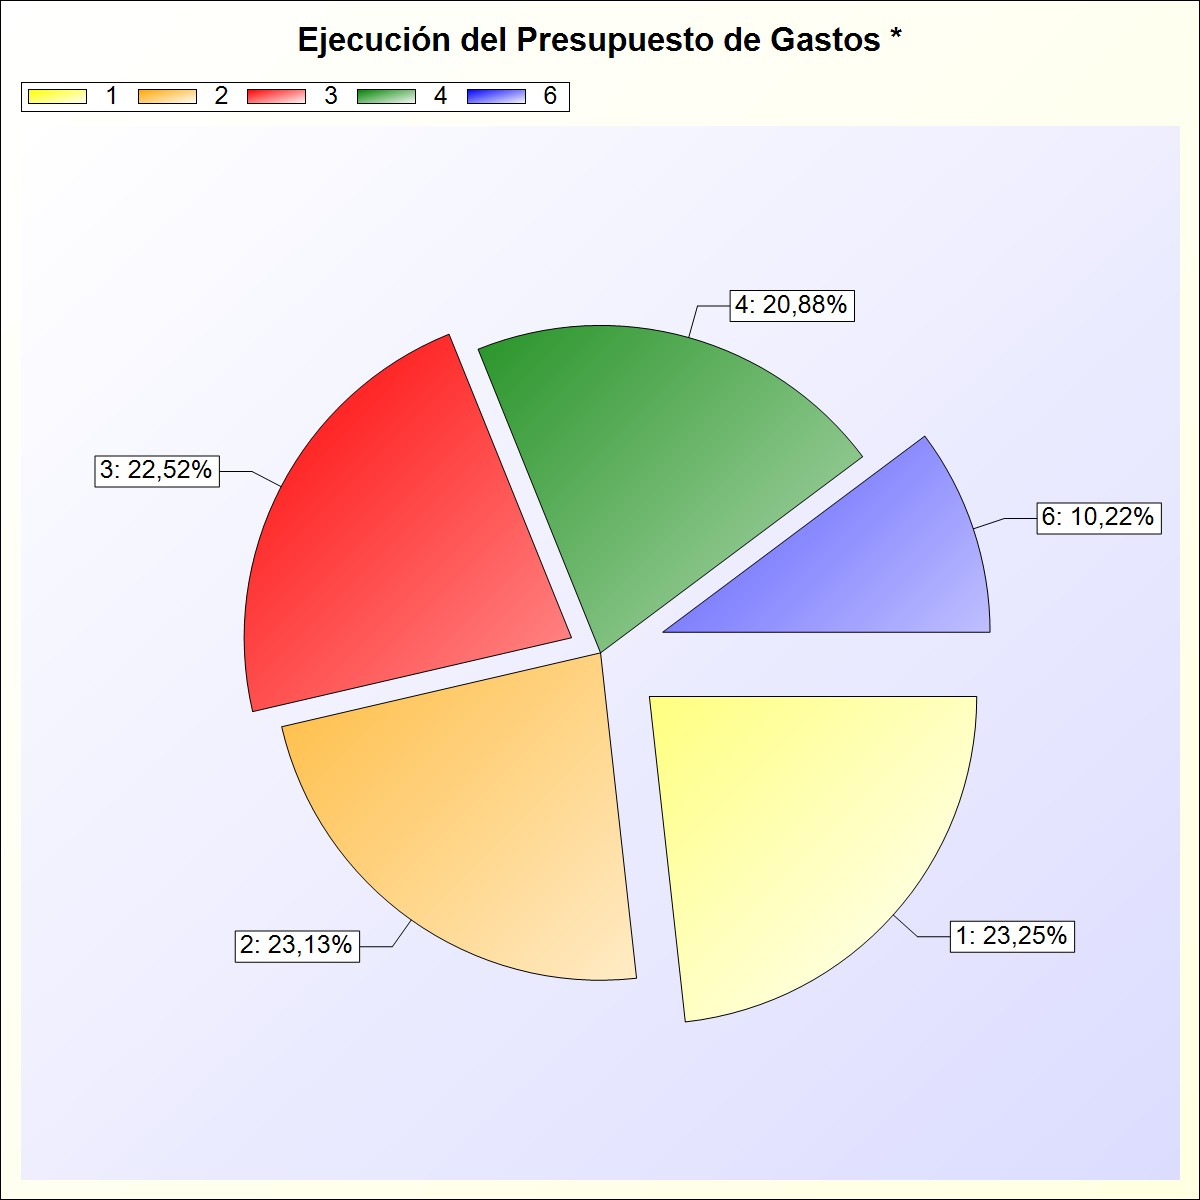 Ejecución del Presupuesto de Gastos *
1 2 3 4 6
4: 20,88%
3: 22,52%
6: 10,22%
2: 23,13%
1: 23,25%